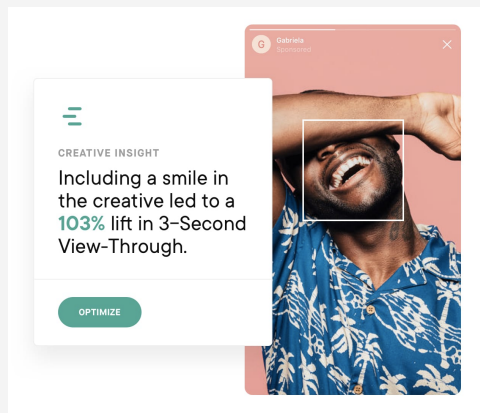 G
Gabriela
Sponsored
CREATIVE INSIGHT
Including a smile in
the creative led to a
103% lift in 3-Second
View-Through.
OPTIMIZE